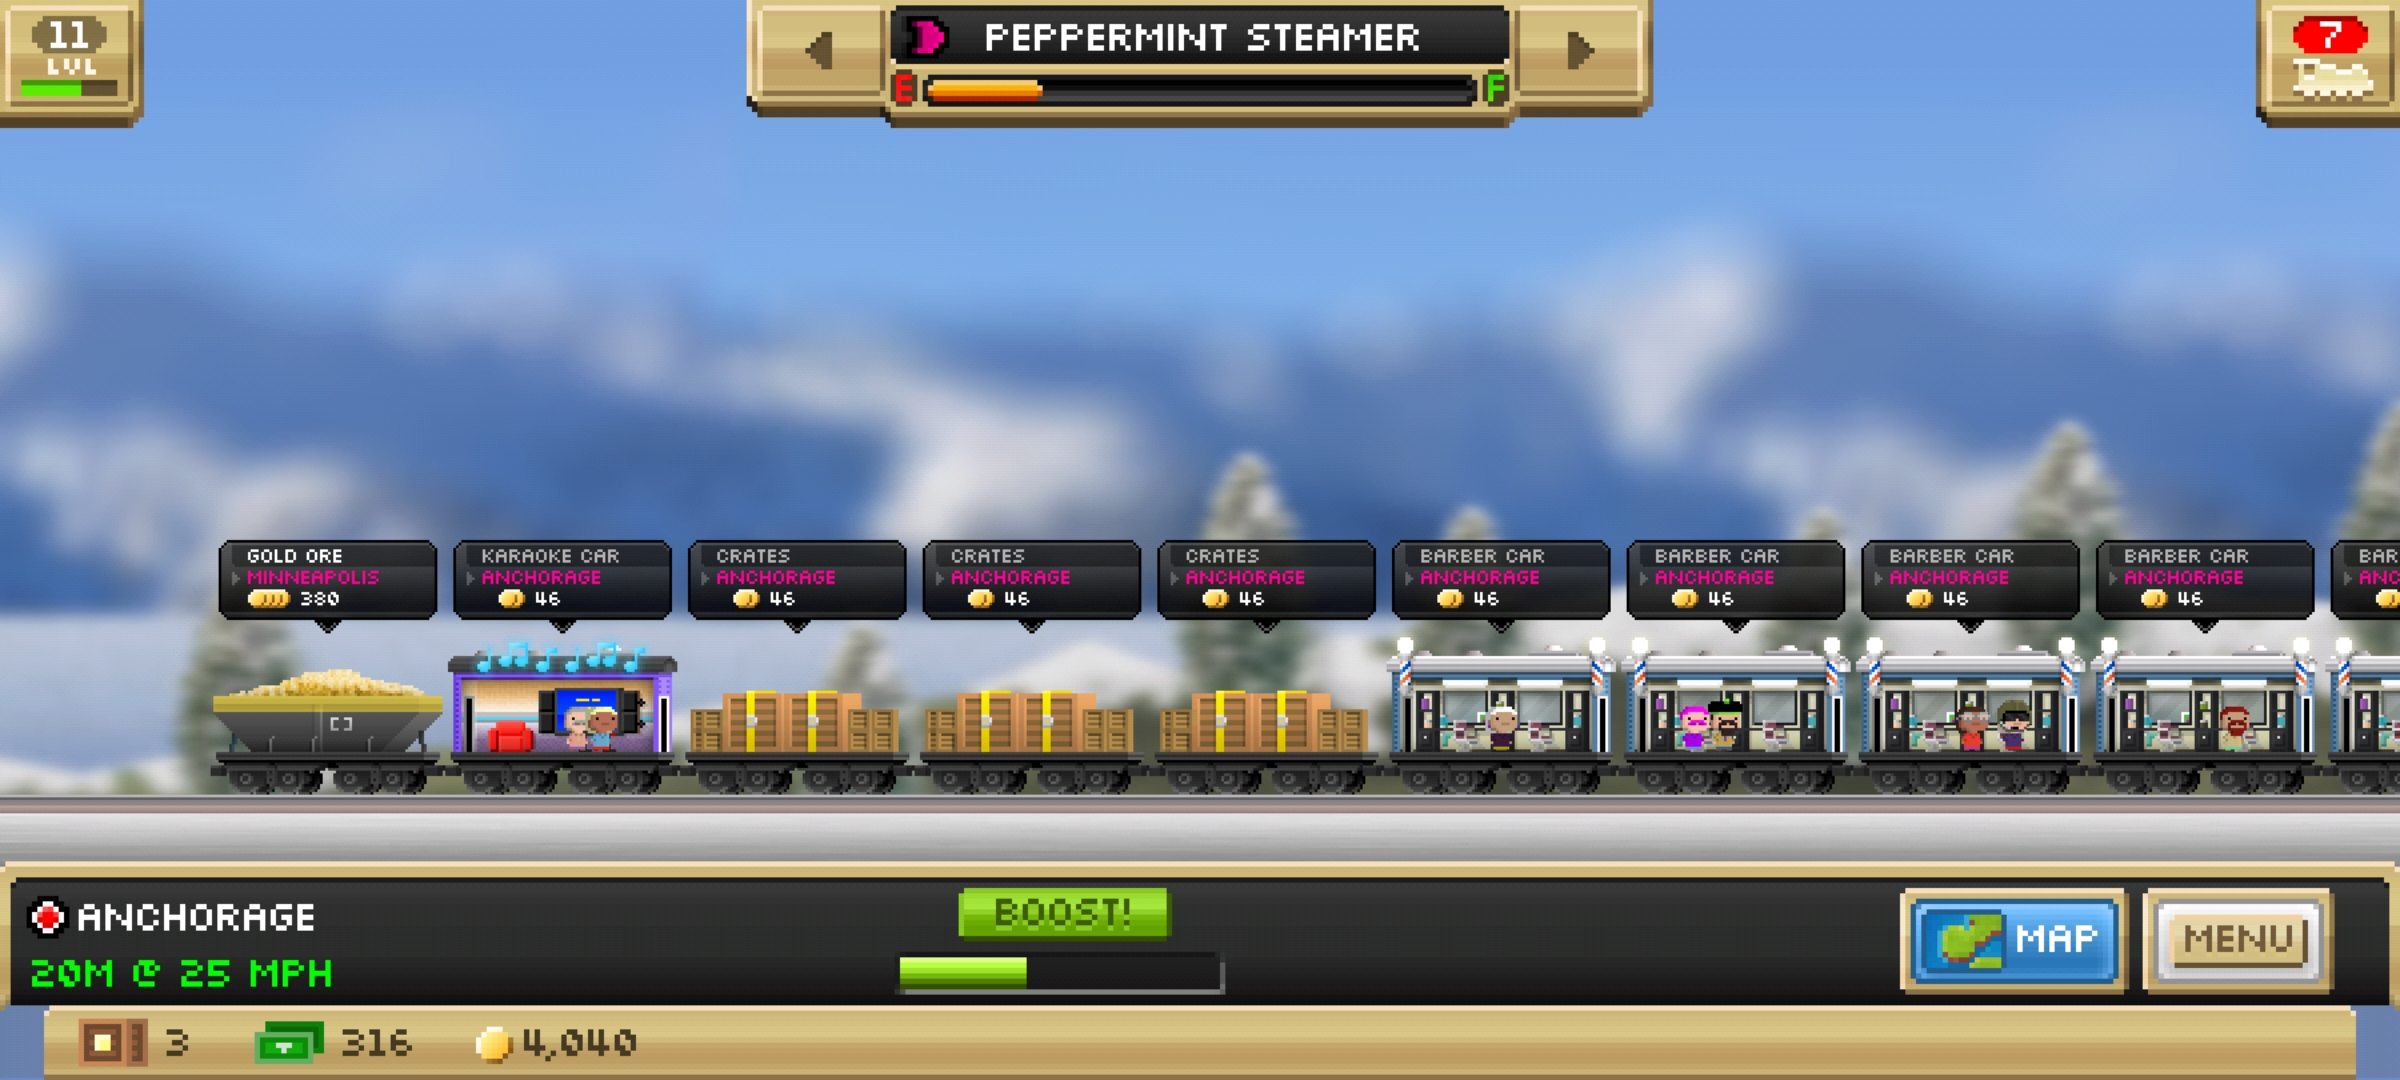 11
LVL
PEPPERMINT STEAMER
E
F
7
GOLD ORE
MINNEAPOLIS
380
KARAOKE CAR
ANCHORAGE
46
CRATES
ANCHORAGE
46
CRATES
ANCHORAGE
46
CRATES
ANCHORAGE
46
BARBER CAR
ANCHORAGE
46
BARBER CAR
ANCHORAGE
46
BARBER CAR
ANCHORAGE
46
BARBER CAR
ANCHORAGE
46
BAR
ANC
ANCHORAGE
20M @ 25 MPH
BOOST!
MAP
MENU
3
316
4,040